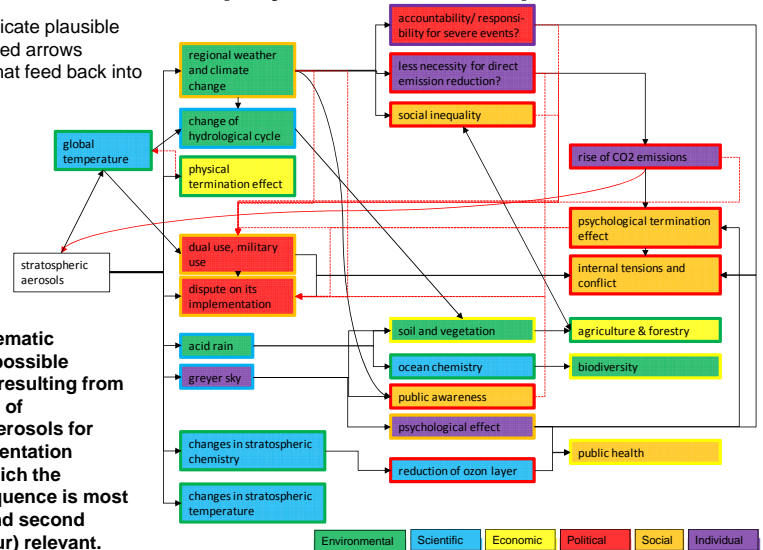 icate plausible
ed arrows
hat feed back into
accountability/ responsi-
bility for severe events?
regional weather
and climate
change
less necessity for direct
emission reduction?
social inequality
change of
hydrological cycle
global
temperature
rise of CO2 emissions
physical
termination effect
psychological termination
effect
dual use, military
use
stratospheric
aerosols
internal tensions and
conflict
dispute on its
implementation
ematic
possible
resulting from
of
erosols for
entation
ich the
quence is most
nd second
ur) relevant.
acid rain
soil and vegetation
agriculture & forestry
greyer sky
ocean chemistry
biodiversity
public awareness
psychological effect
changes in stratospheric
chemistry
public health
reduction of ozon layer
changes in stratospheric
temperature
Environmental Scientific Economic Political Social Individual